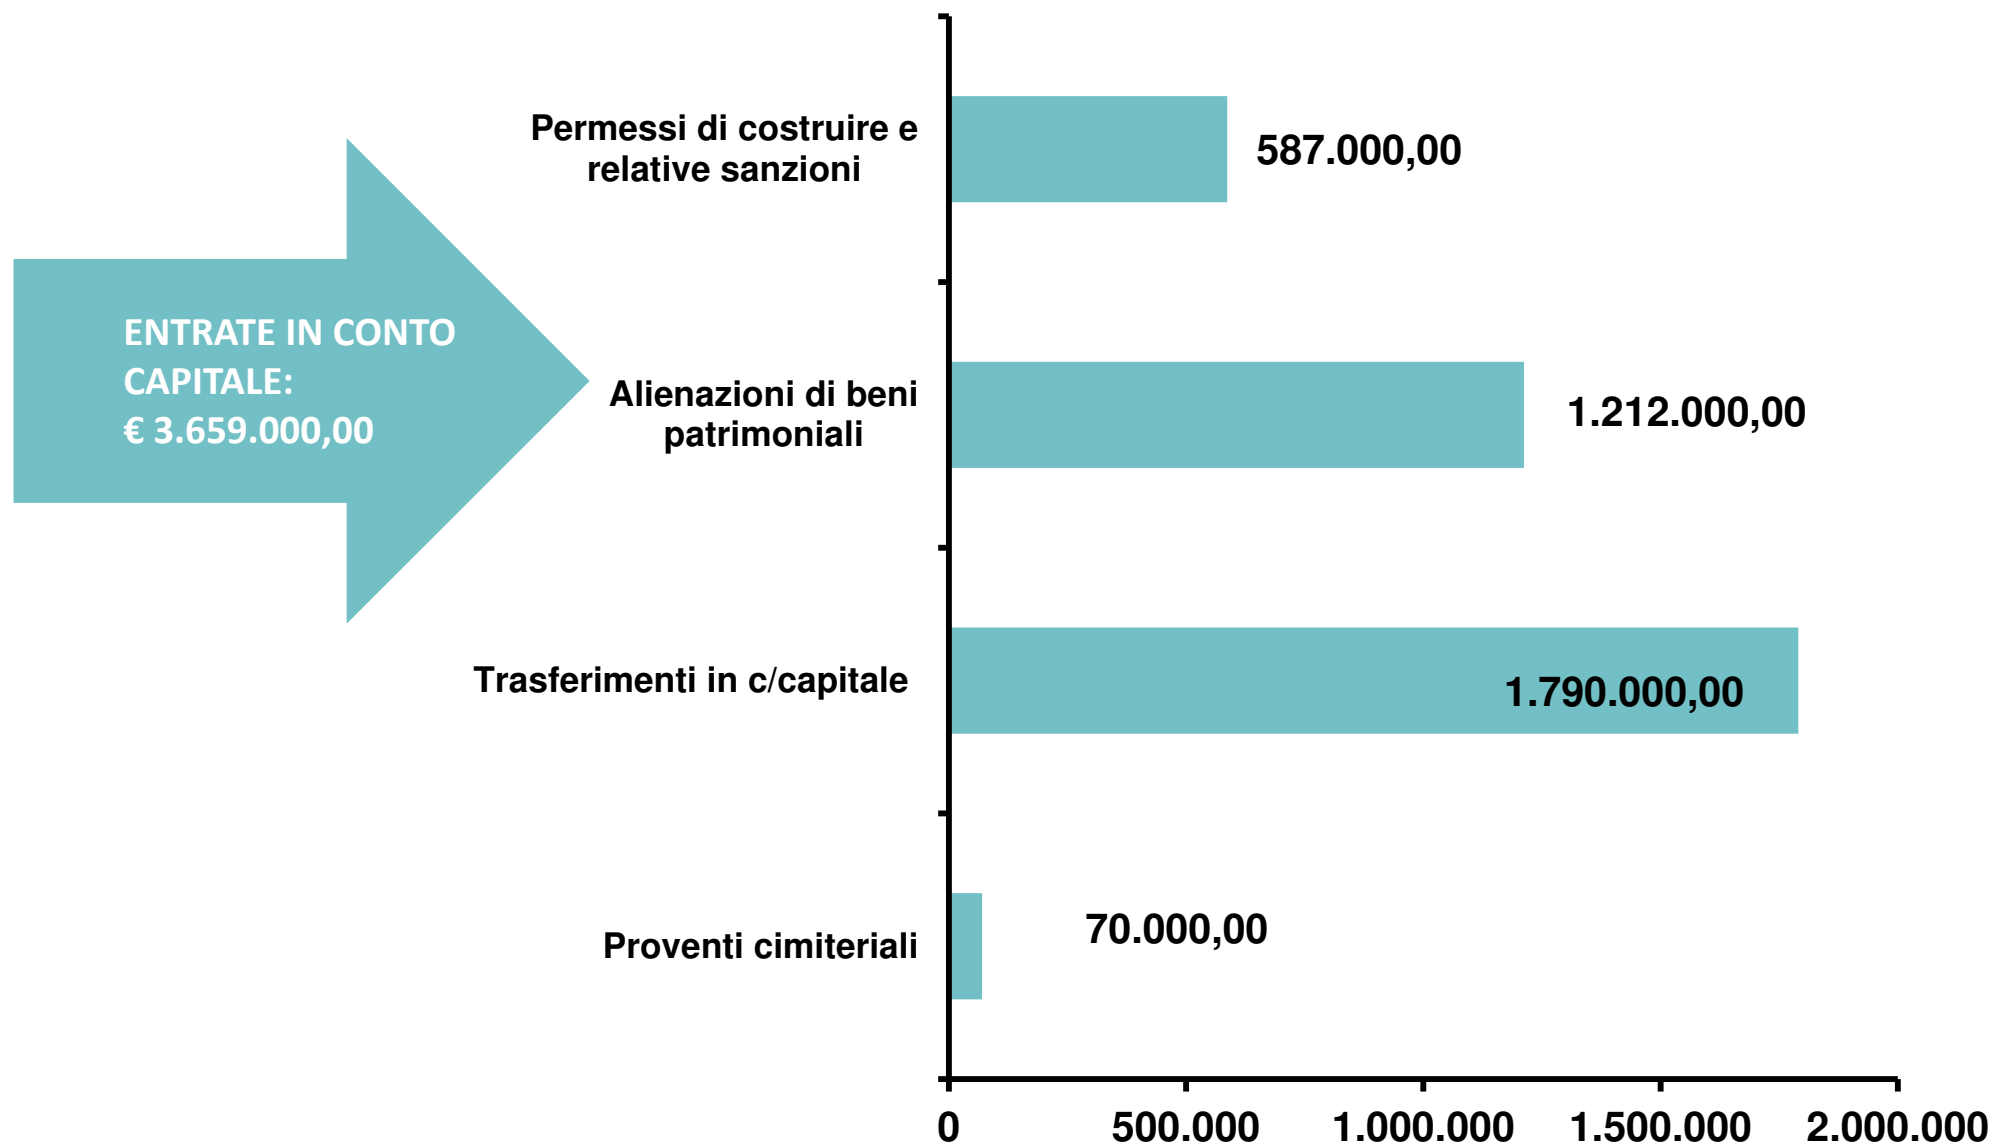 Permessi di costruire e
relative sanzioni
587.000,00
ENTRATE IN CONTO
CAPITALE:
€ 3.659.000,00
Alienazioni di beni
patrimoniali
1.212.000,00
Trasferimenti in c/capitale
1.790.000,00
Proventi cimiteriali
70.000,00
0 500.000 1.000.000 1.500.000 2.000.000